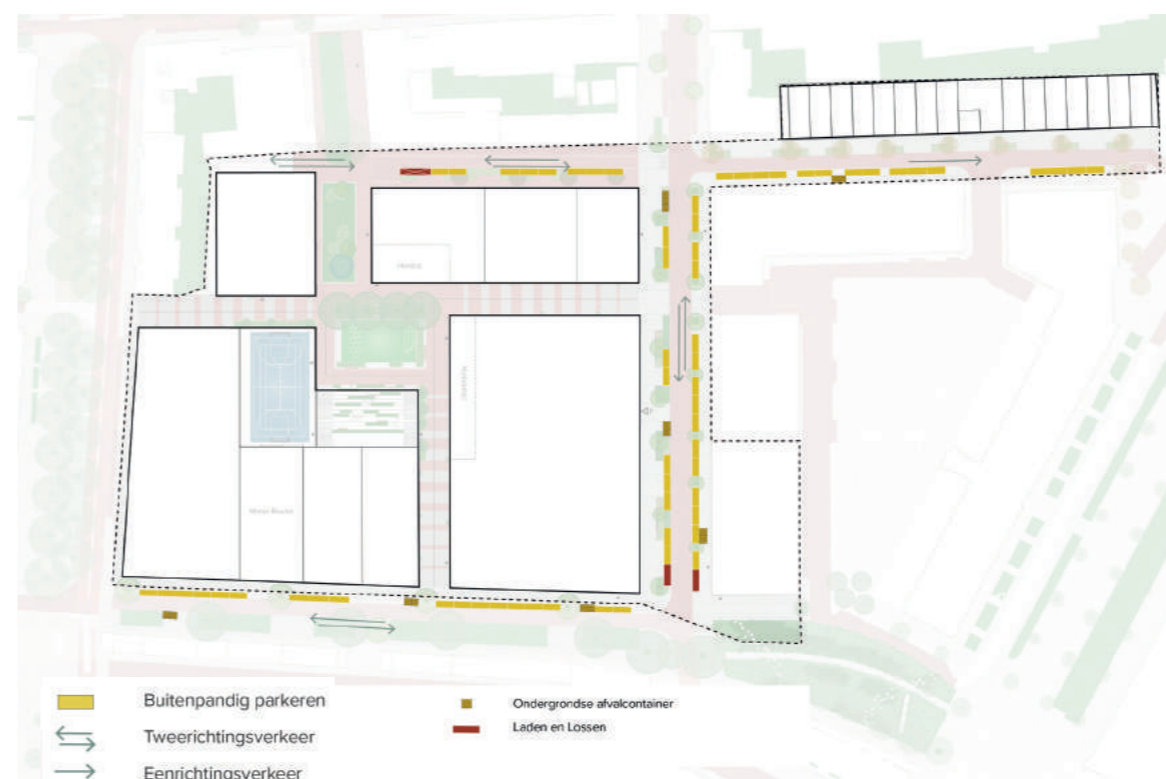 Buitenpandig parkeren
Tweerichtingsverkeer
Eenrichtingsverkeer
Ondergrondse afvalcontainer
Laden en Lossen